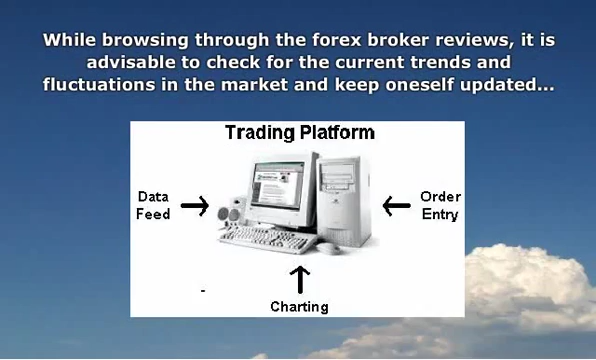 While browsing through the forex broker reviews, it is
advisable to check for the current trends and
fluctuations in the market and keep oneself updated...
Trading Platform
Data
Feed
Order
Entry
Charting